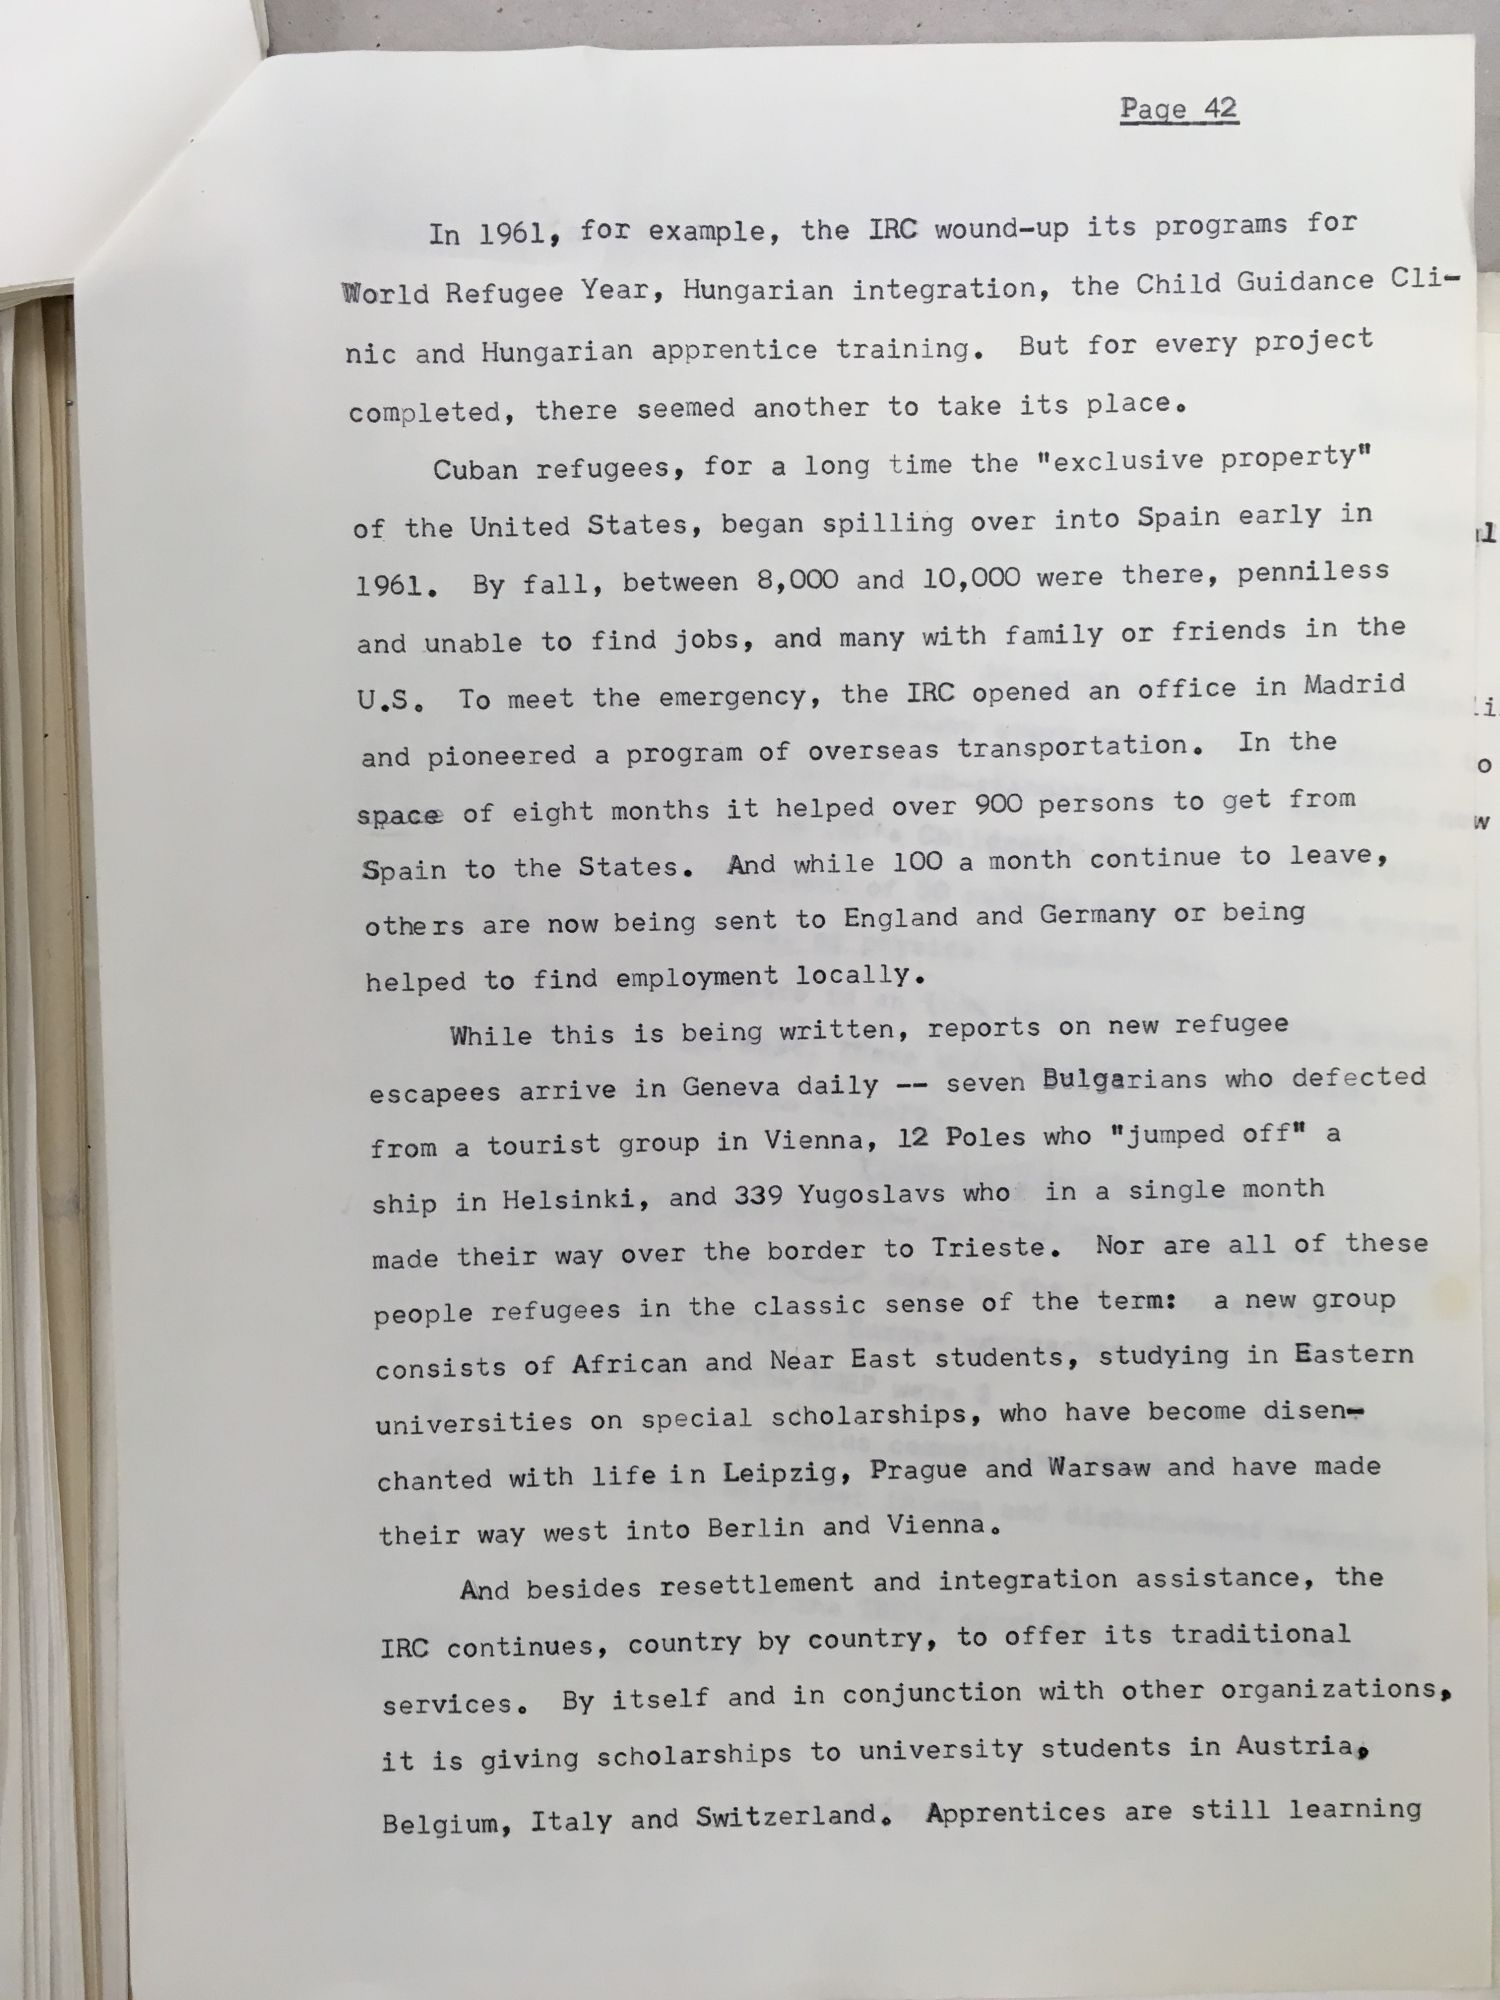 Page 42
In 1961, for example, the IRC wound-up its programs for
World Refugee Year, Hungarian integration, the Child Guidance Cli-
nic and Hungarian apprentice training. But for every project
completed, there seemed another to take its place.
Cuban refugees, for a long time the "exclusive property"
of the United States, began spilling over into Spain early in
1961. By fall, between 8,000 and 10,000 were there, penniless
and unable to find jobs, and many with family or friends in the
U.S. To meet the emergency, the IRC opened an office in Madrid
and pioneered a program of overseas transportation. In the
space of eight months it helped over 900 persons to get from
Spain to the States. And while 100 a month continue to leave,
others are now being sent to England and Germany or being
helped to find employment locally.
While this is being written, reports on new refugee
escapees arrive in Geneva daily -- seven Bulgarians who defected
from a tourist group in Vienna, 12 Poles who "jumped off" a
ship in Helsinki, and 339 Yugoslavs who in a single month
made their way over the border to Trieste. Nor are all of these
people refugees in the classic sense of the term: a new group
consists of African and Near East students, studying in Eastern
universities on special scholarships, who have become disen-
chanted with life in Leipzig, Prague and Warsaw and have made
their way west into Berlin and Vienna.
And besides resettlement and integration assistance, the
IRC continues, country by country, to offer its traditional
services. By itself and in conjunction with other organizations,
it is giving scholarships to university students in Austria,
Belgium, Italy and Switzerland. Apprentices are still learning